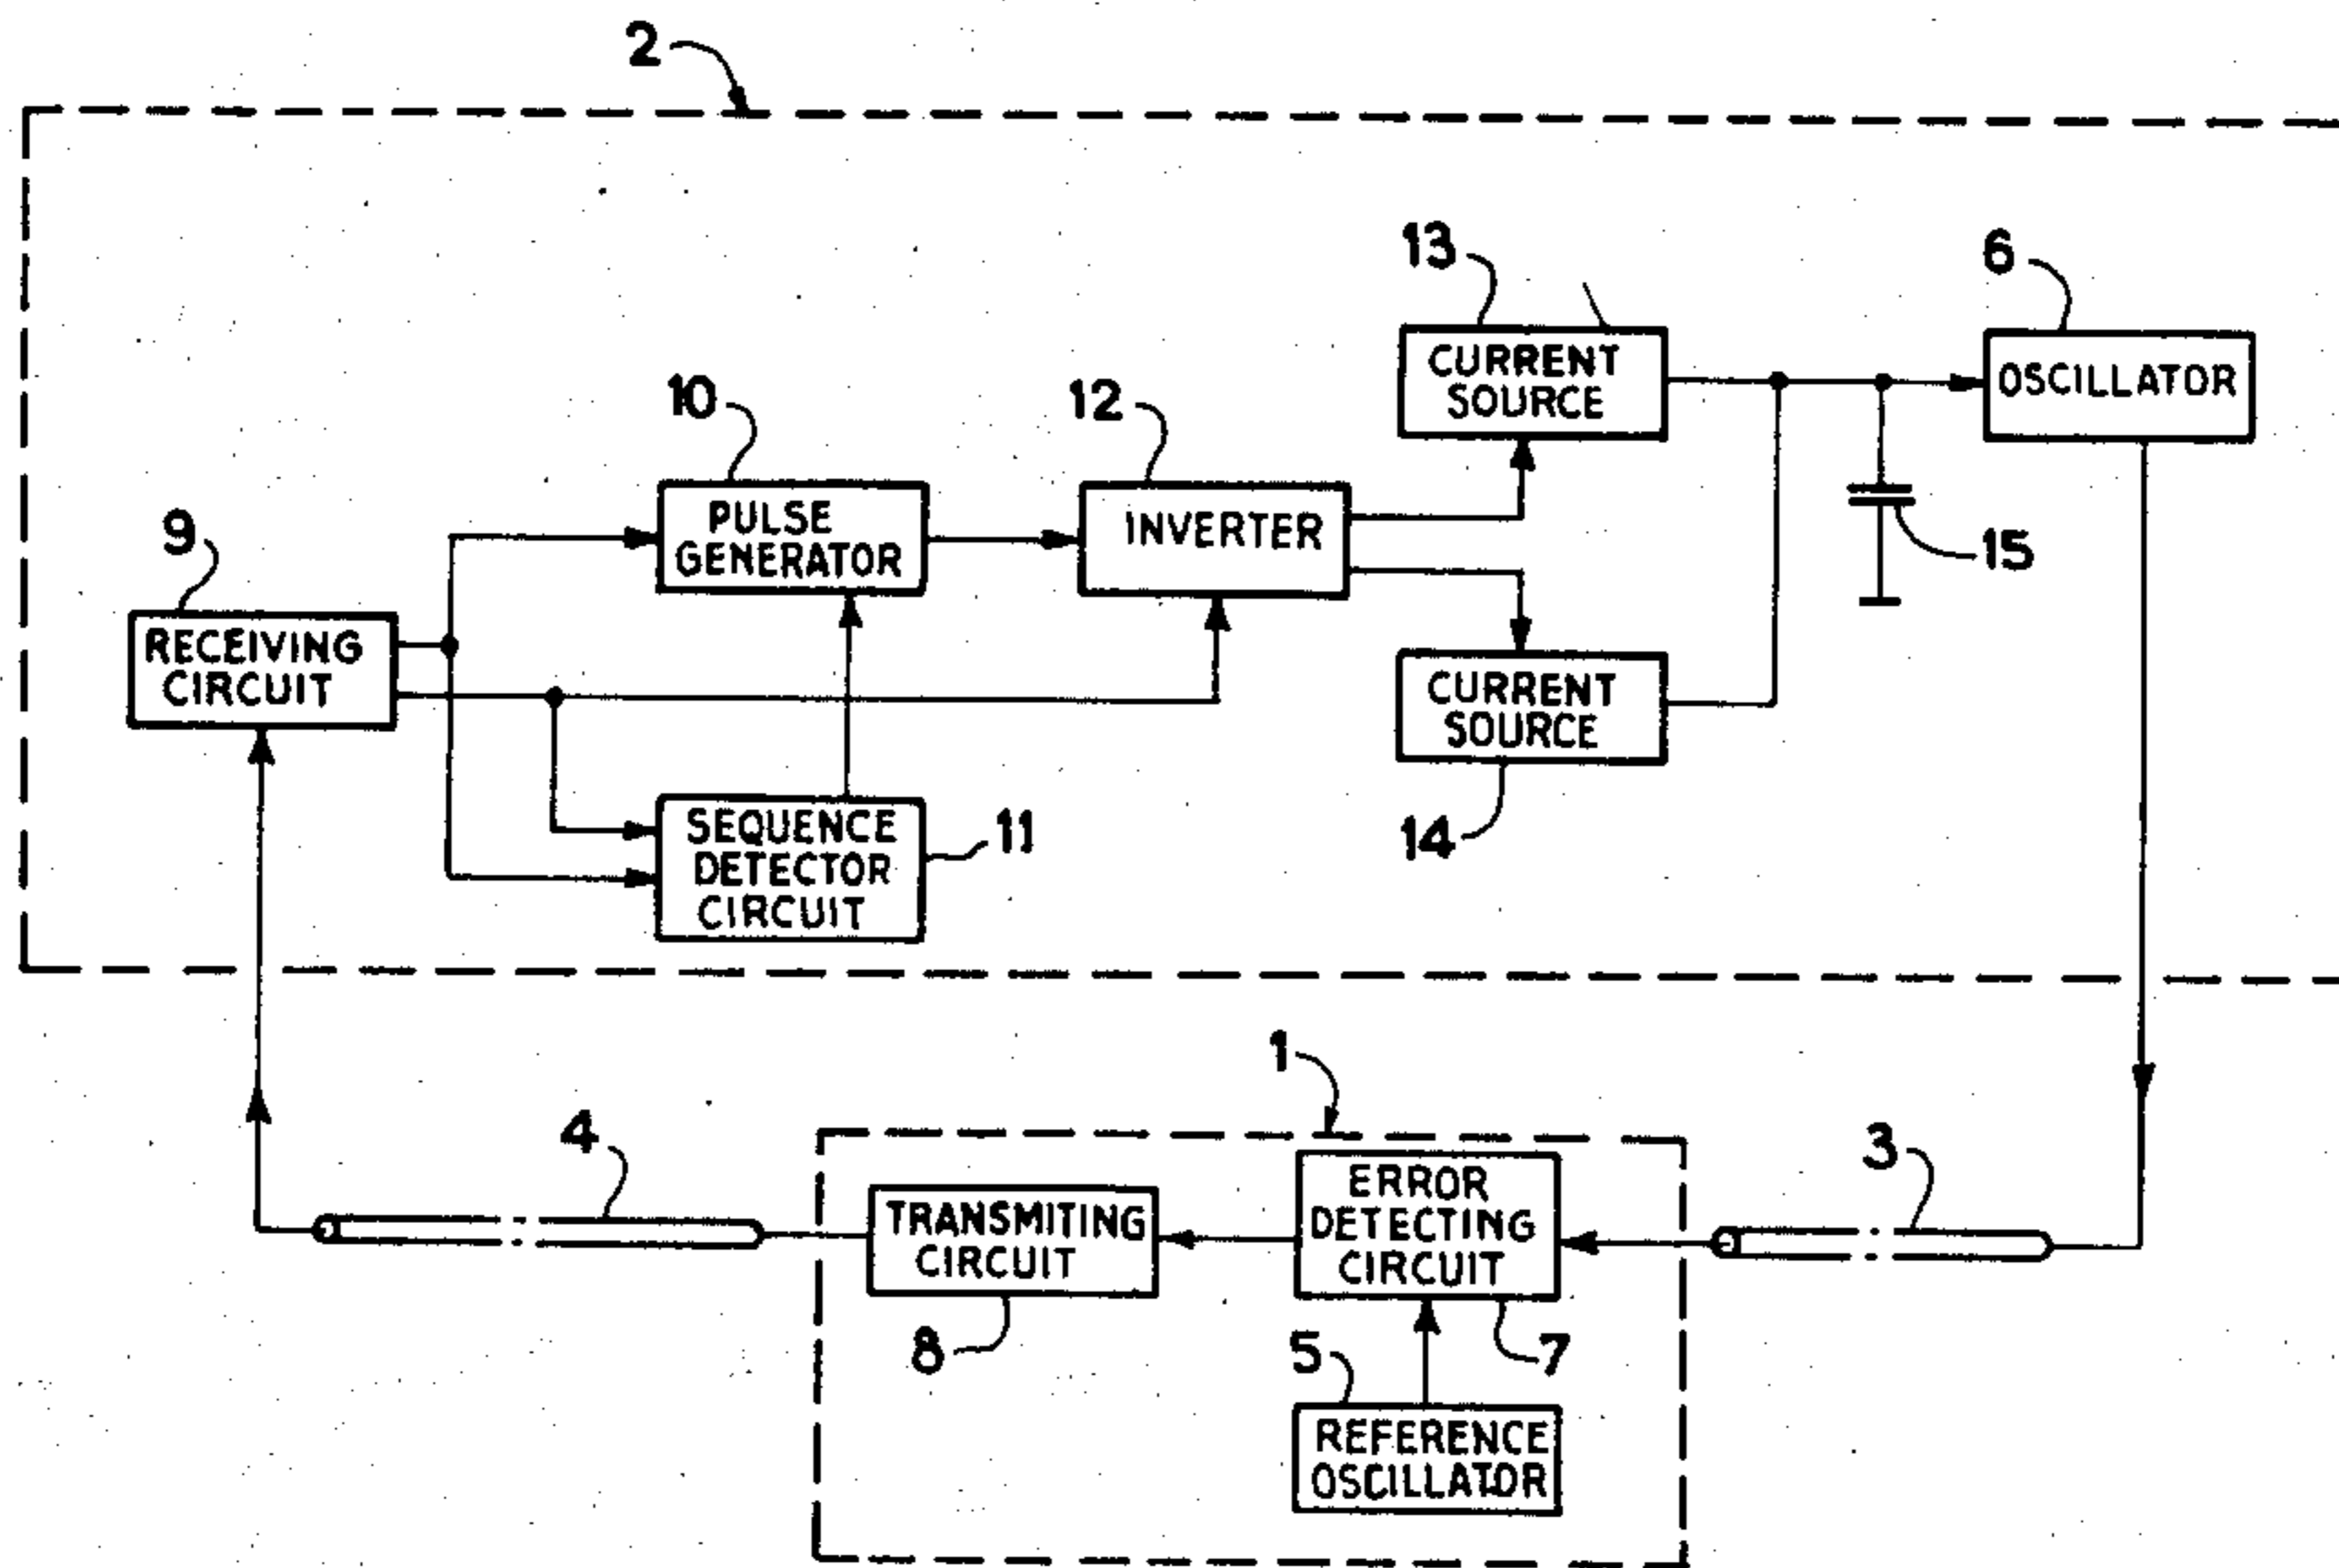 2
13
6
CURRENT
SOURCE
OSCILLATOR
10
12
PULSE
GENERATOR
INVERTER
15
9
RECEIVING
CIRCUIT
CURRENT
SOURCE
14
SEQUENCE
DETECTOR
CIRCUIT
11
1
4
3
TRANSMITING
CIRCUIT
ERROR
DETECTING
CIRCUIT
8
5
7
REFERENCE
OSCILLATOR